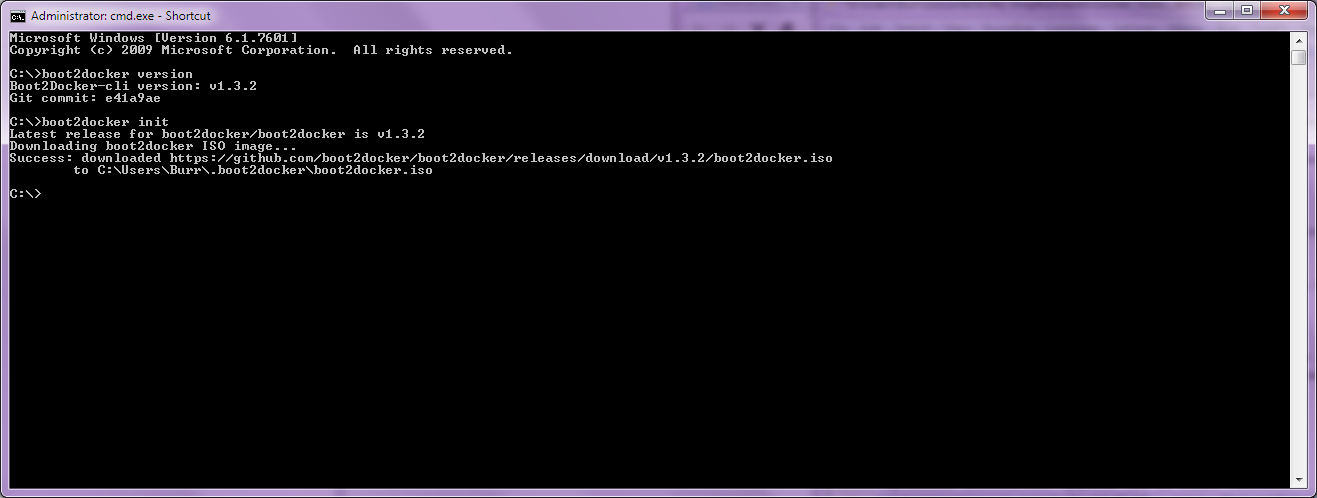 Administrator: cmd.exe - Shortcut
Microsoft Windows [Version 6.1.7601]
Copyright (c) 2009 Microsoft Corporation.  All rights reserved.
C:\>boot2docker version
Boot2Docker-cli version: v1.3.2
Git commit: e41a9ae
C:\>boot2docker init
Latest release for boot2docker/boot2docker is v1.3.2
Downloading boot2docker ISO image...
Success: downloaded https://github.com/boot2docker/boot2docker/releases/download/v1.3.2/boot2docker.iso
        to C:\Users\Burr\.boot2docker\boot2docker.iso
C:\>